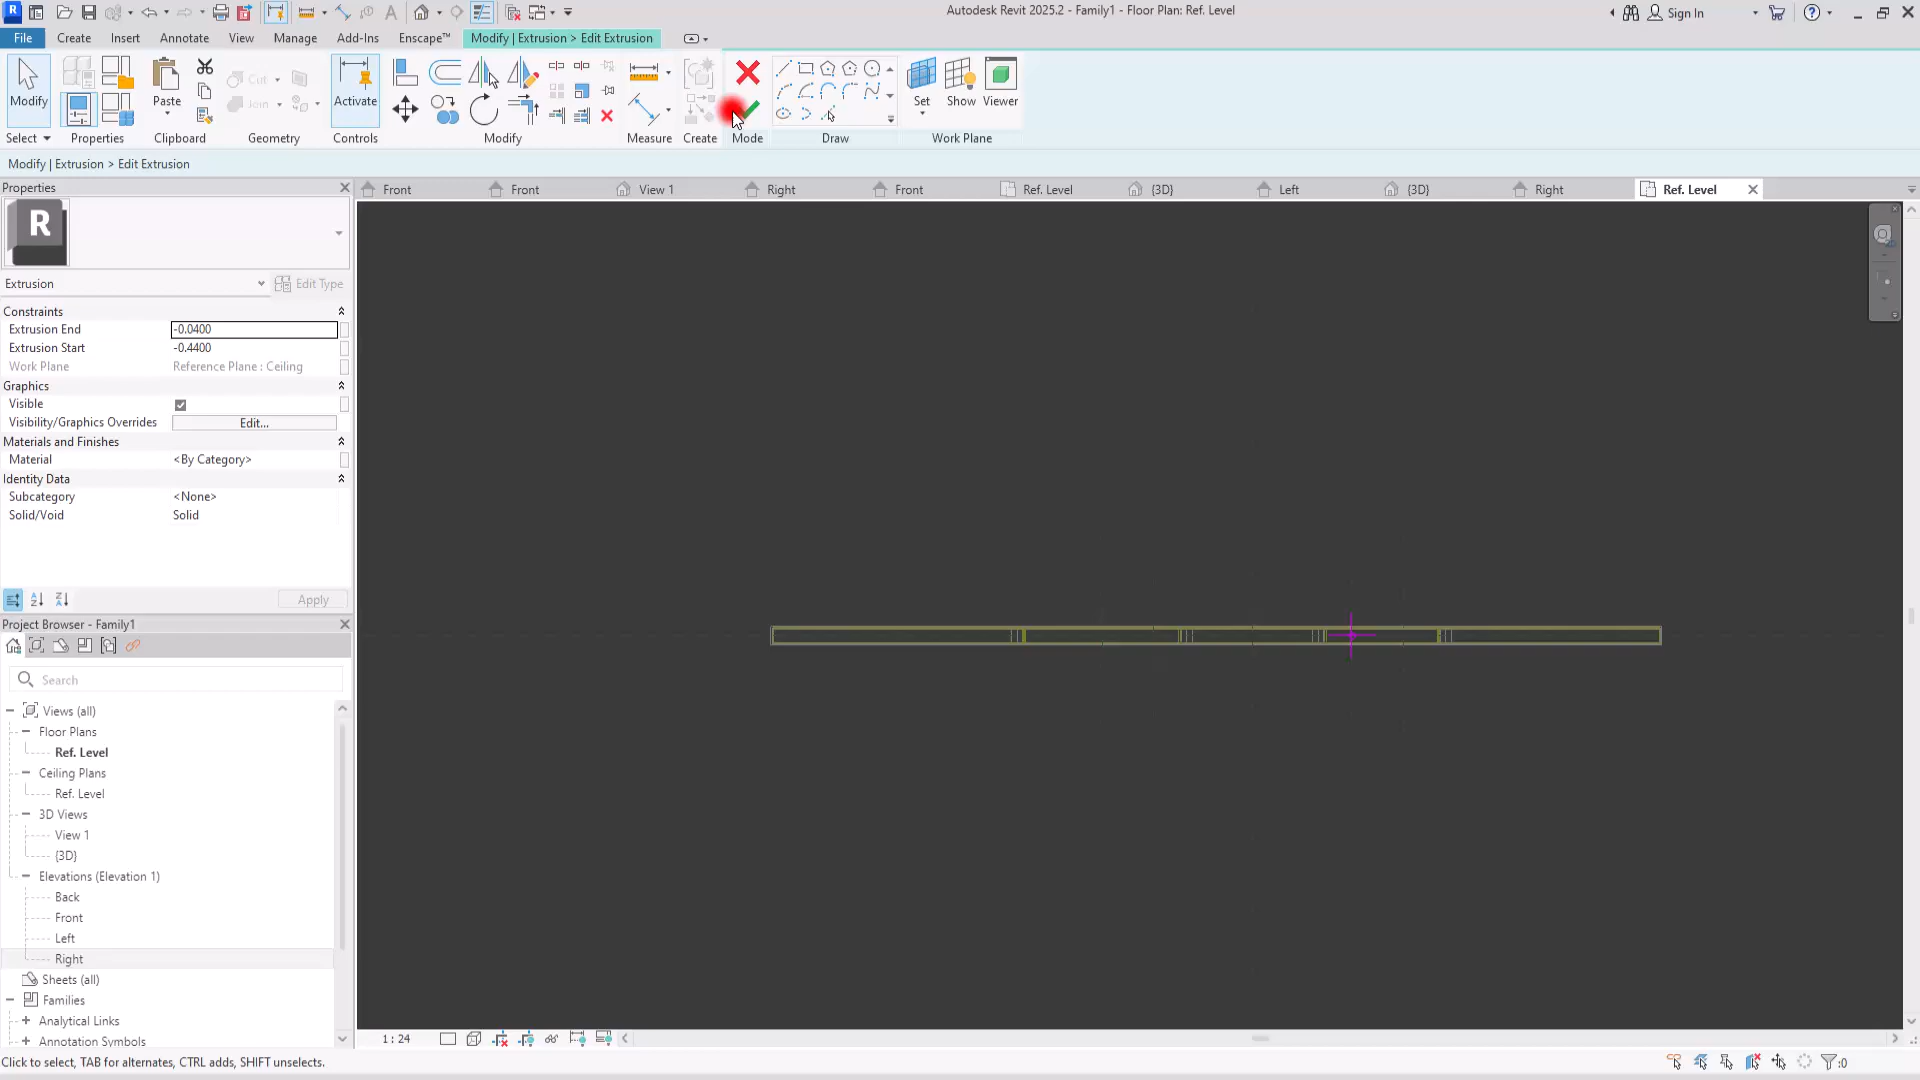 Autodesk Revit 2025.2 - Family1 - Floor Plan: Ref. Level
Sign In
File Create Insert Annotate View Manage Add-Ins Enscape™ Modify | Extrusion > Edit Extrusion
Modify Paste Cut Join Activate Set Show Viewer
Select Properties Clipboard Geometry Controls Modify Measure Create Mode Draw Work Plane
Modify | Extrusion > Edit Extrusion
Properties
Front Front View 1 Right Front Ref. Level {3D} Left {3D} Right Ref. Level
R
Extrusion Edit Type
Constraints
Extrusion End -0.0400
Extrusion Start -0.4400
Work Plane Reference Plane : Ceiling
Graphics
Visible
Visibility/Graphics Overrides Edit...
Materials and Finishes
Material <By Category>
Identity Data
Subcategory <None>
Solid/Void Solid
Apply
Project Browser - Family1
Search
Views (all)
Floor Plans
Ref. Level
Ceiling Plans
Ref. Level
3D Views
View 1
{3D}
Elevations (Elevation 1)
Back
Front
Left
Right
Sheets (all)
Families
Analytical Links
Annotation Symbols
1 : 24
Click to select, TAB for alternates, CTRL adds, SHIFT unselects.
:0